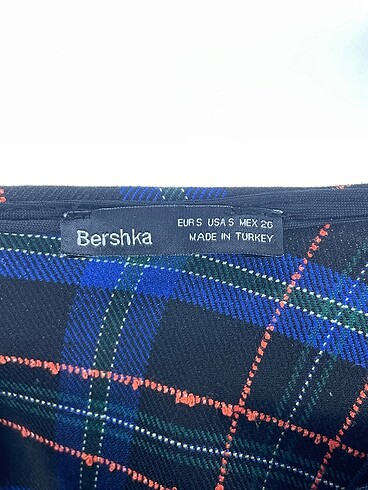 EUR S USA S MEX 26
Bershka
MADE IN TURKEY